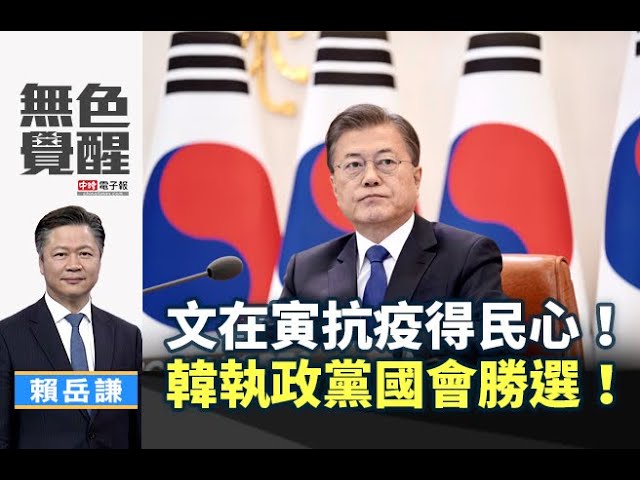 無色
覺醒
中時 電子報
賴岳謙
文在寅抗疫得民心！
韓執政黨國會勝選！